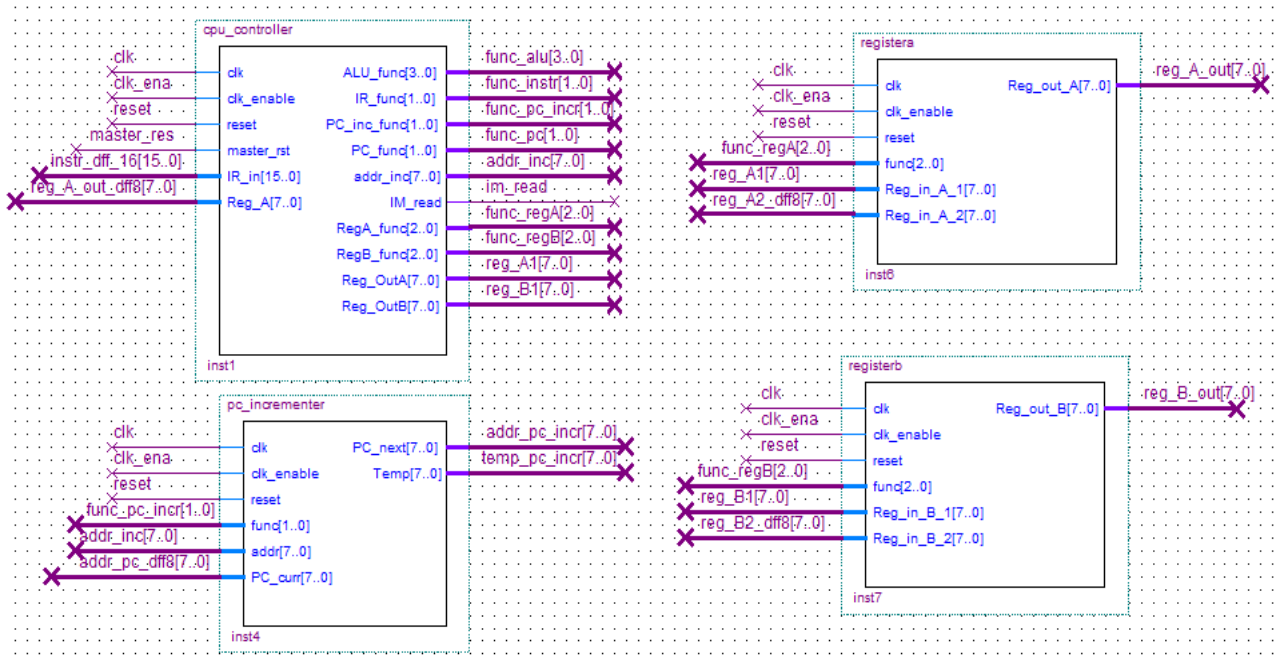 cpu_controller
clk
clk_ena
reset
master_res
instr_dff_16[15..0]
reg_A_out_dff8[7..0]
clk
clk_enable
reset
master_rst
IR_in[15..0]
Reg_A[7..0]
ALU_func[3..0]
IR_func[1..0]
PC_inc_func[1..0]
PC_func[1..0]
addr_inc[7..0]
IM_read
RegA_func[2..0]
RegB_func[2..0]
Reg_OutA[7..0]
Reg_OutB[7..0]
func_alu[3..0]
func_instr[1..0]
func_pc_incr[1..0]
func_pc[1..0]
addr_inc[7..0]
im_read
func_regA[2..0]
func_regB[2..0]
reg_A1[7..0]
reg_B1[7..0]
inst1
registera
clk
clk_ena
reset
func_regA[2..0]
reg_A1[7..0]
reg_A2_dff8[7..0]
clk
clk_enable
reset
func[2..0]
Reg_in_A_1[7..0]
Reg_in_A_2[7..0]
Reg_out_A[7..0]
reg_A_out[7..0]
inst6
pc_incrementer
clk
clk_ena
reset
func_pc_incr[1..0]
addr_inc[7..0]
addr_pc_dff8[7..0]
clk
clk_enable
reset
func[1..0]
addr[7..0]
PC_curr[7..0]
PC_next[7..0]
Temp[7..0]
addr_pc_incr[7..0]
temp_pc_incr[7..0]
inst4
registerb
clk
clk_ena
reset
func_regB[2..0]
reg_B1[7..0]
reg_B2_dff8[7..0]
clk
clk_enable
reset
func[2..0]
Reg_in_B_1[7..0]
Reg_in_B_2[7..0]
Reg_out_B[7..0]
reg_B_out[7..0]
inst7